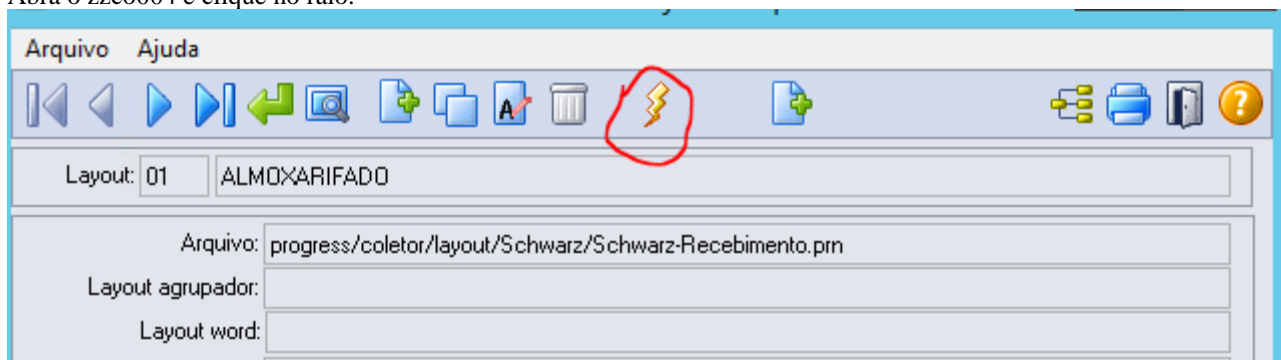 Arquivo Ajuda
Layout: 01 ALMOXARIFADO
Arquivo: progress/coletor/layout/Schwarz/Schwarz-Recebimento.prn
Layout agrupador:
Layout word: